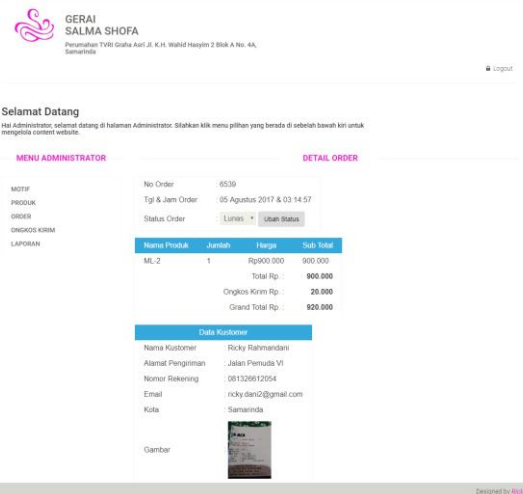 GERAI
SALMA SHOFA
Perumahan TVRI Graha Asri Jl. K.H. Wahid Hasyim 2 Blok A No. 4A,
Samarinda
Logout
Selamat Datang
Hai Administrator, selamat datang di halaman Administrator. Silahkan klik menu pilihan yang berada di sebelah bawah kiri untuk
mengelola content website.
MENU ADMINISTRATOR
MOTIF
PRODUK
ORDER
ONGKOS KIRIM
LAPORAN
DETAIL ORDER
No Order : 6539
Tgl & Jam Order : 05 Agustus 2017 & 03:14:57
Status Order : Lunas Ubah Status
Nama Produk Jumlah Harga Sub Total
ML-2 1 Rp900.000 900.000
Total Rp. : 900.000
Ongkos Kirim Rp. : 20.000
Grand Total Rp. : 920.000
Data Kustomer
Nama Kustomer : Ricky Rahmandani
Alamat Pengiriman : Jalan Pemuda VI
Nomor Rekening : 081326612054
Email : ricky.dani2@gmail.com
Kota : Samarinda
Gambar
Designed by